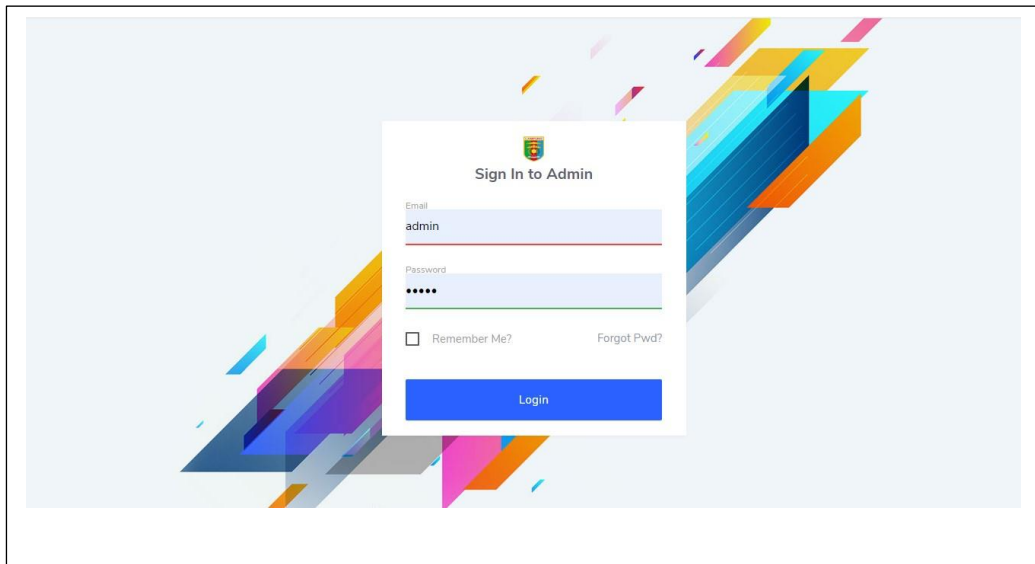 Sign In to Admin
Email
admin
Password
•••••
Remember Me? Forgot Pwd?
Login